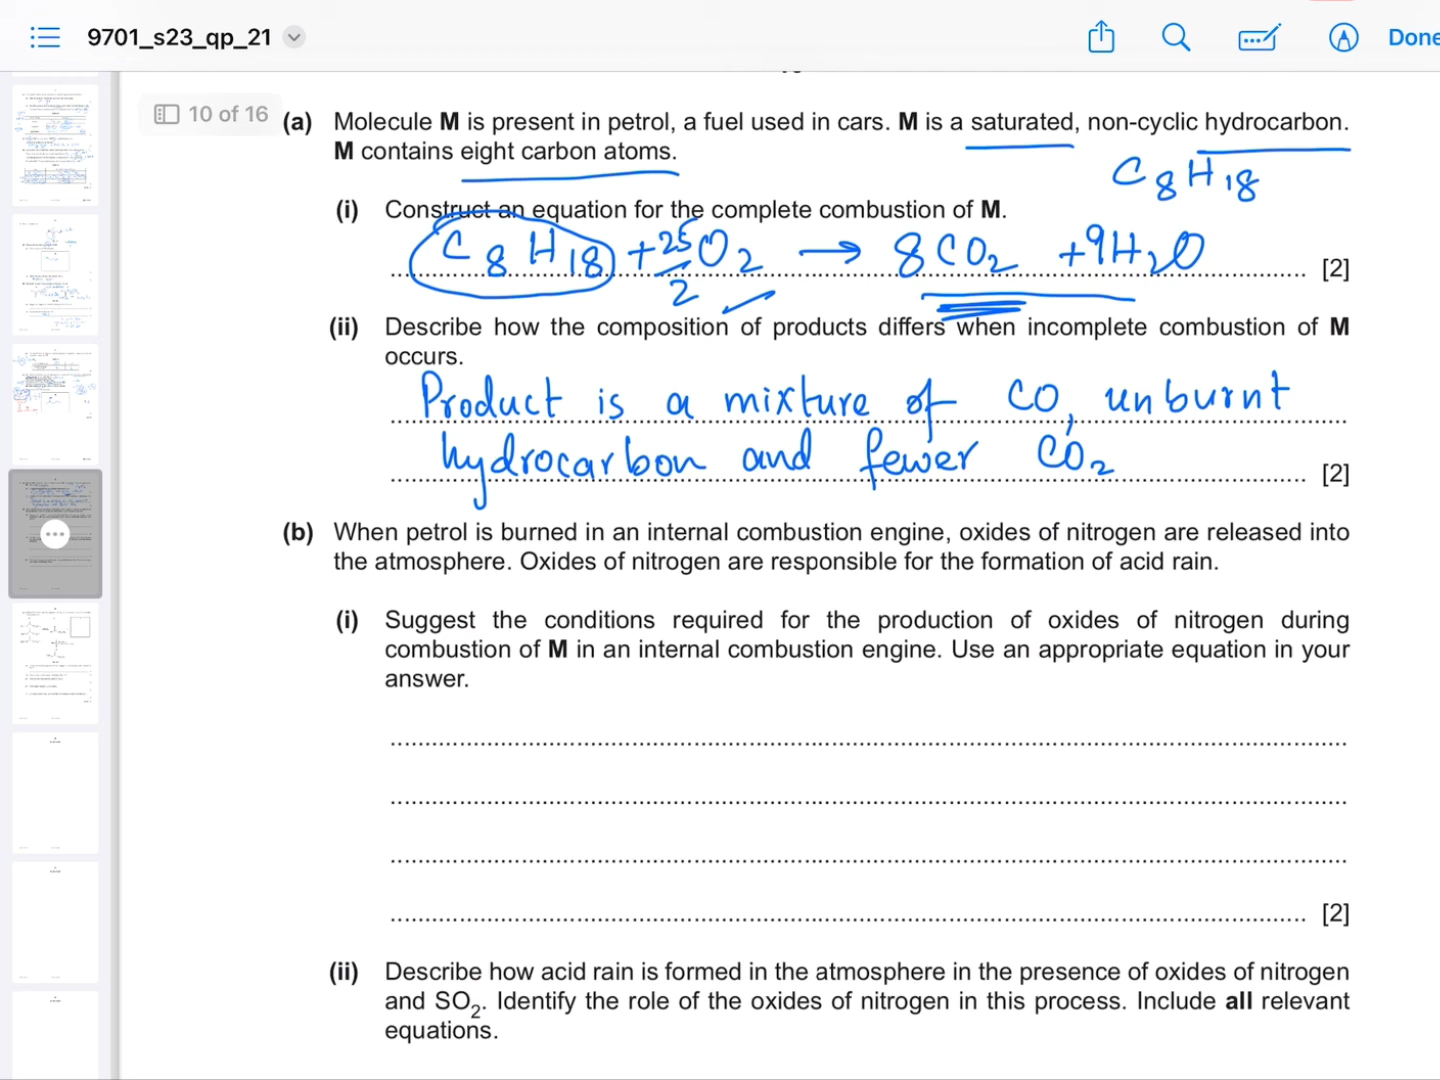 9701_s23_qp_21
Done
10 of 16
(a) Molecule M is present in petrol, a fuel used in cars. M is a saturated, non-cyclic hydrocarbon.
M contains eight carbon atoms.
C8H18
(i) Construct an equation for the complete combustion of M.
C8H18 + 25/2 O2 → 8CO2 + 9H2O
[2]
(ii) Describe how the composition of products differs when incomplete combustion of M
occurs.
Product is a mixture of CO, unburnt
hydrocarbon and fewer CO2
[2]
(b) When petrol is burned in an internal combustion engine, oxides of nitrogen are released into
the atmosphere. Oxides of nitrogen are responsible for the formation of acid rain.
(i) Suggest the conditions required for the production of oxides of nitrogen during
combustion of M in an internal combustion engine. Use an appropriate equation in your
answer.
[2]
(ii) Describe how acid rain is formed in the atmosphere in the presence of oxides of nitrogen
and SO2. Identify the role of the oxides of nitrogen in this process. Include all relevant
equations.